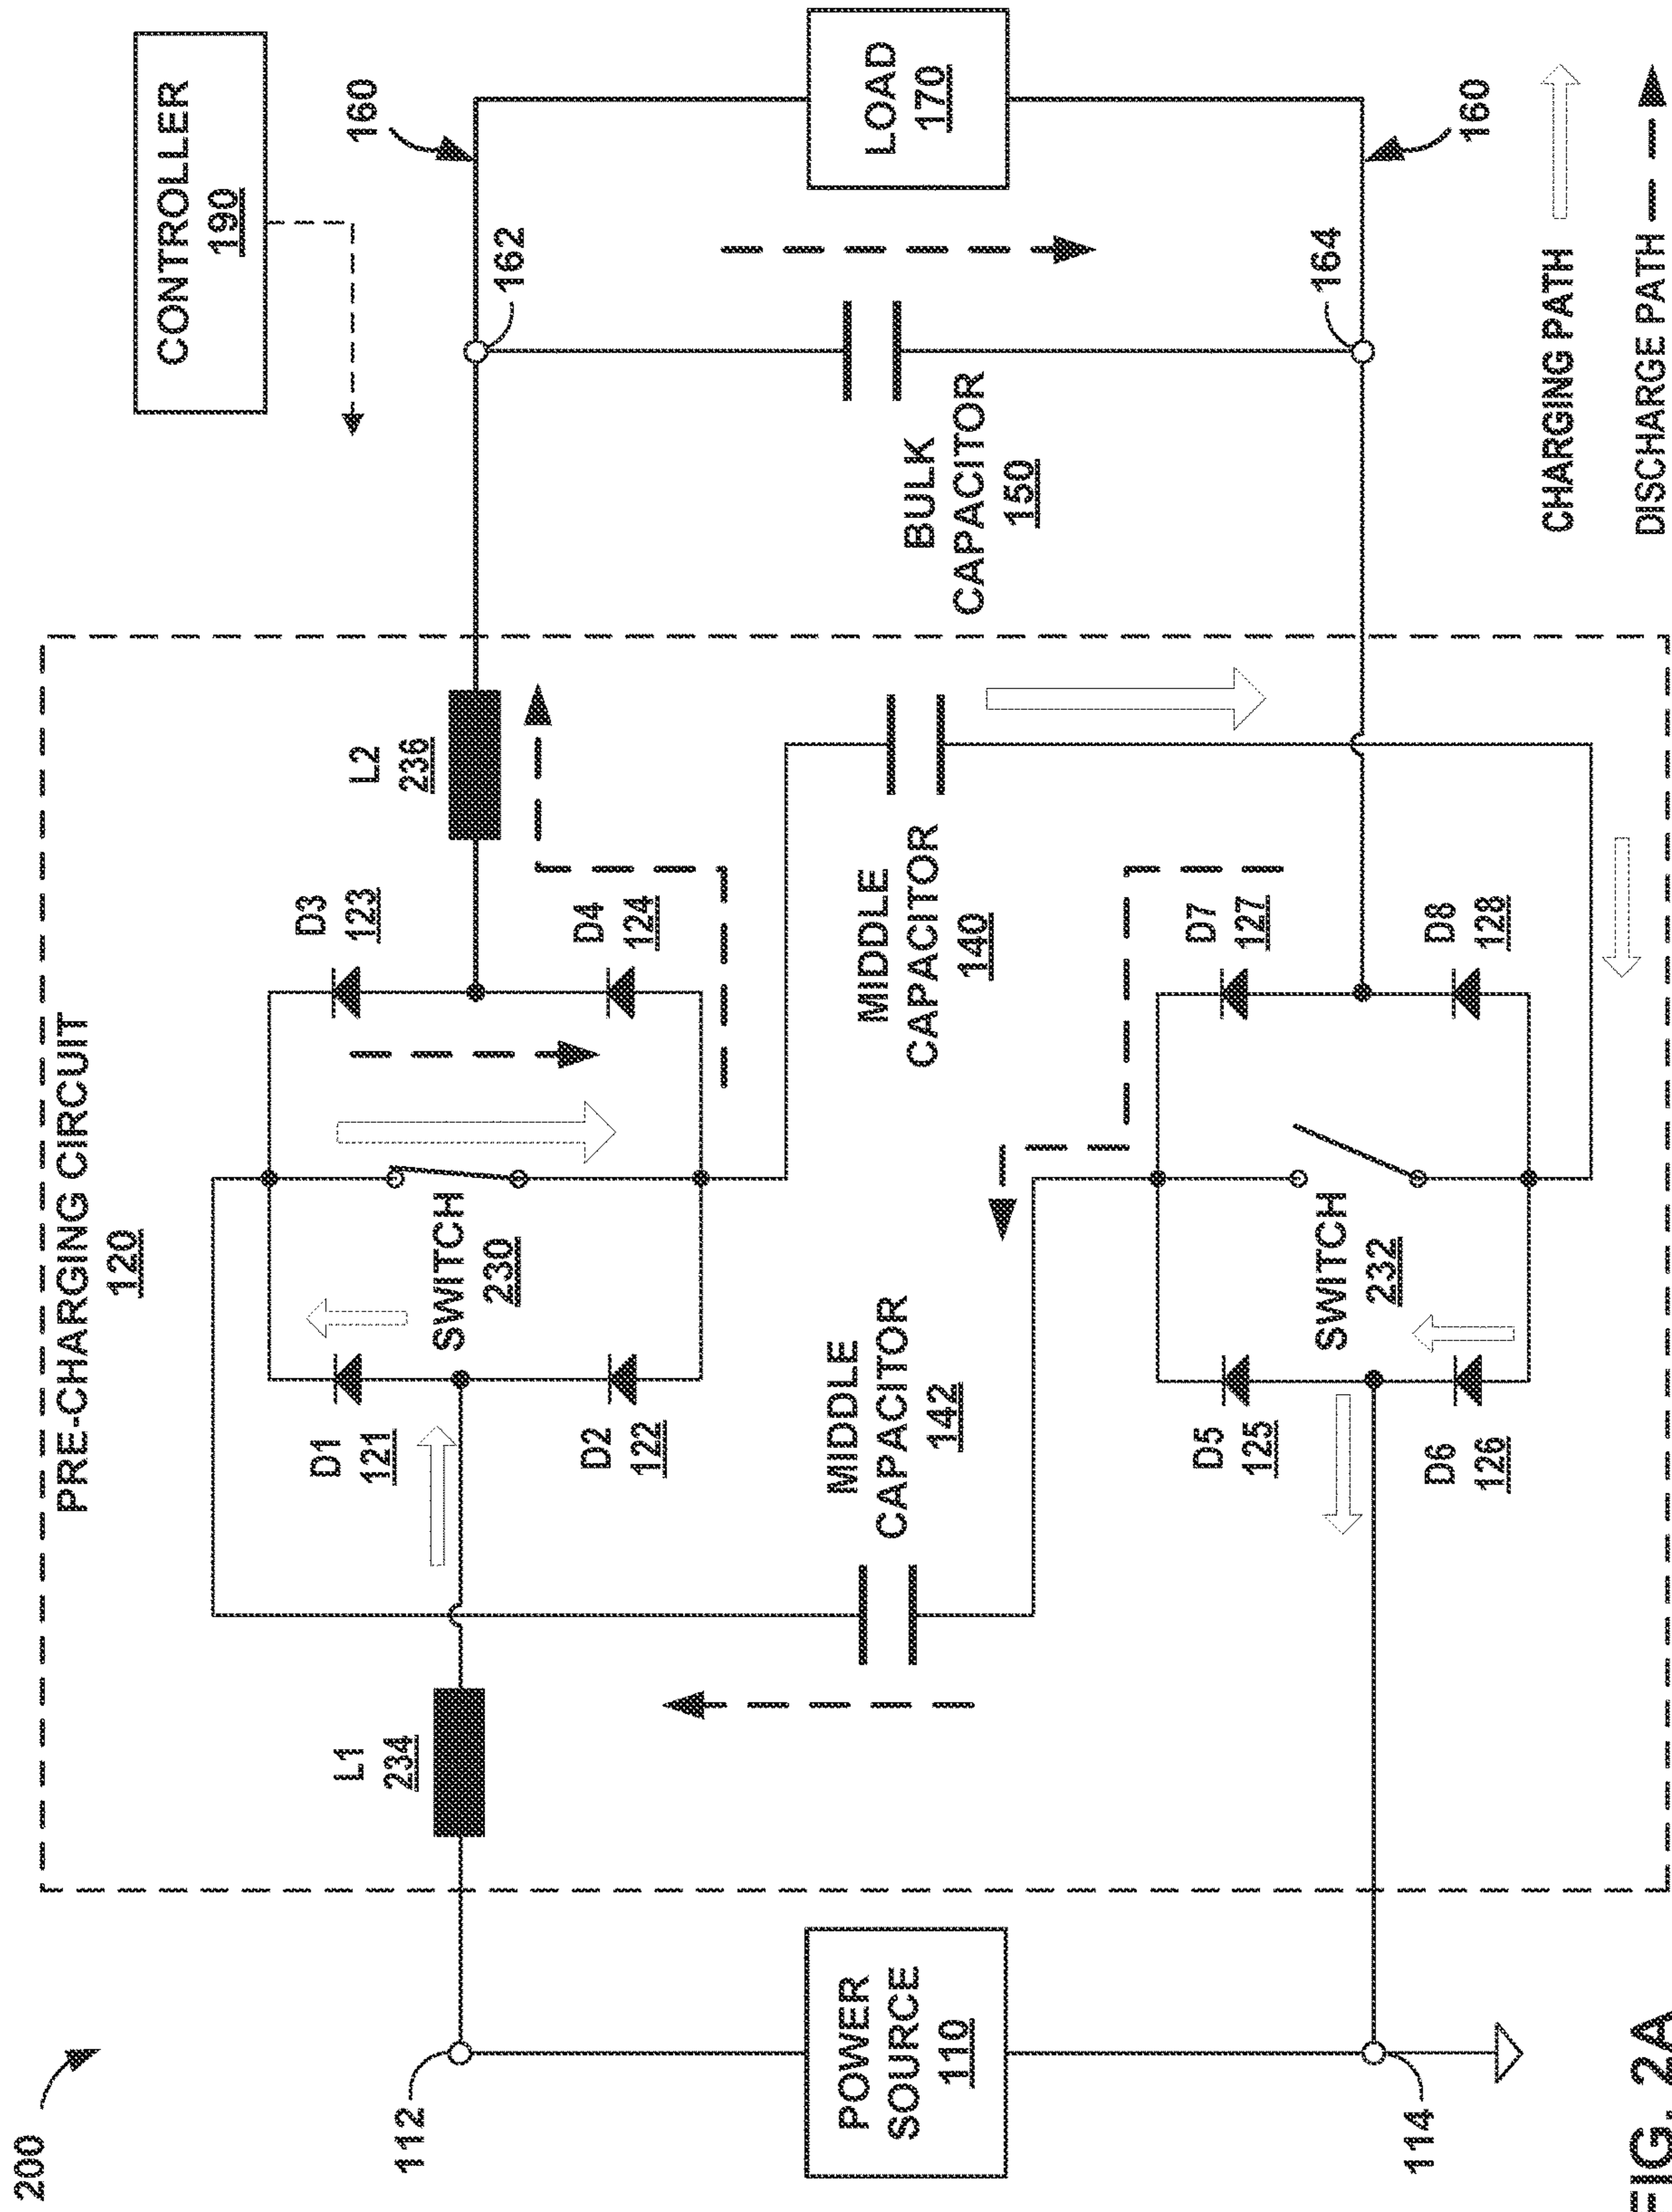 200
PRE-CHARGING CIRCUIT
120
CONTROLLER
190
L1
234
D1
121
D2
122
SWITCH
230
D3
123
D4
124
L2
236
160
162
112
POWER
SOURCE
110
114
MIDDLE
CAPACITOR
142
MIDDLE
CAPACITOR
140
BULK
CAPACITOR
150
LOAD
170
D5
125
D6
126
SWITCH
232
D7
127
D8
128
164
160
CHARGING PATH
DISCHARGE PATH
FIG. 2A